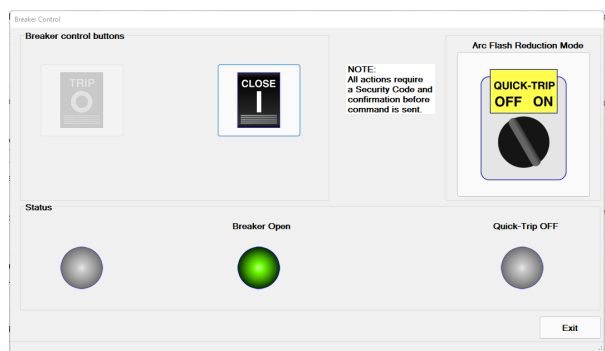 Breaker Control
Breaker control buttons
TRIP
CLOSE
NOTE:
All actions require
a Security Code and
confirmation before
command is sent.
Arc Flash Reduction Mode
QUICK-TRIP
OFF ON
Status
Breaker Open
Quick-Trip OFF
Exit